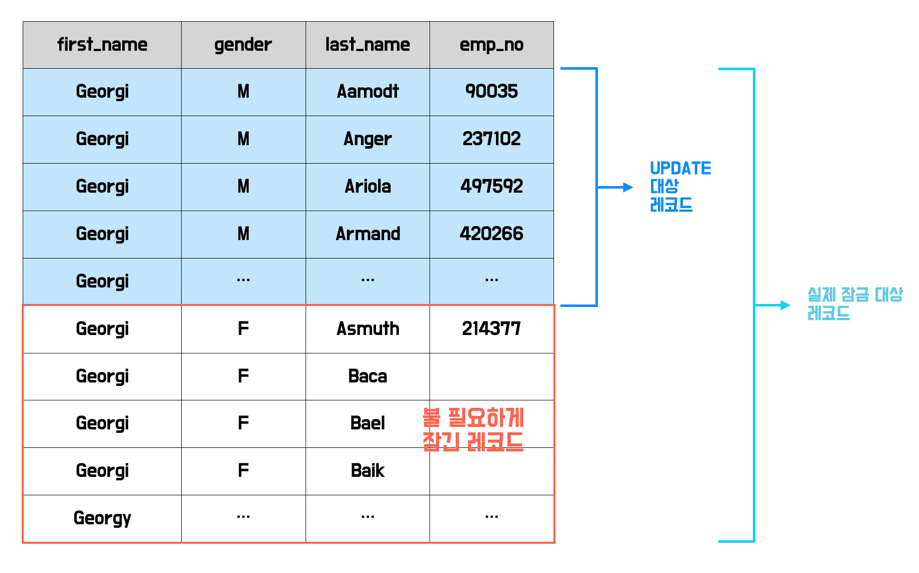 first_name gender last_name emp_no
Georgi M Aamodt 90035
Georgi M Anger 237102
Georgi M Ariola 497592
Georgi M Armand 420266
Georgi ... ... ...
Georgi F Asmuth 214377
Georgi F Baca
Georgi F Bael
Georgi F Baik
Georgy ... ... ...
불 필요하게
잠긴 레코드
UPDATE
대상
레코드
실제 잠금 대상
레코드